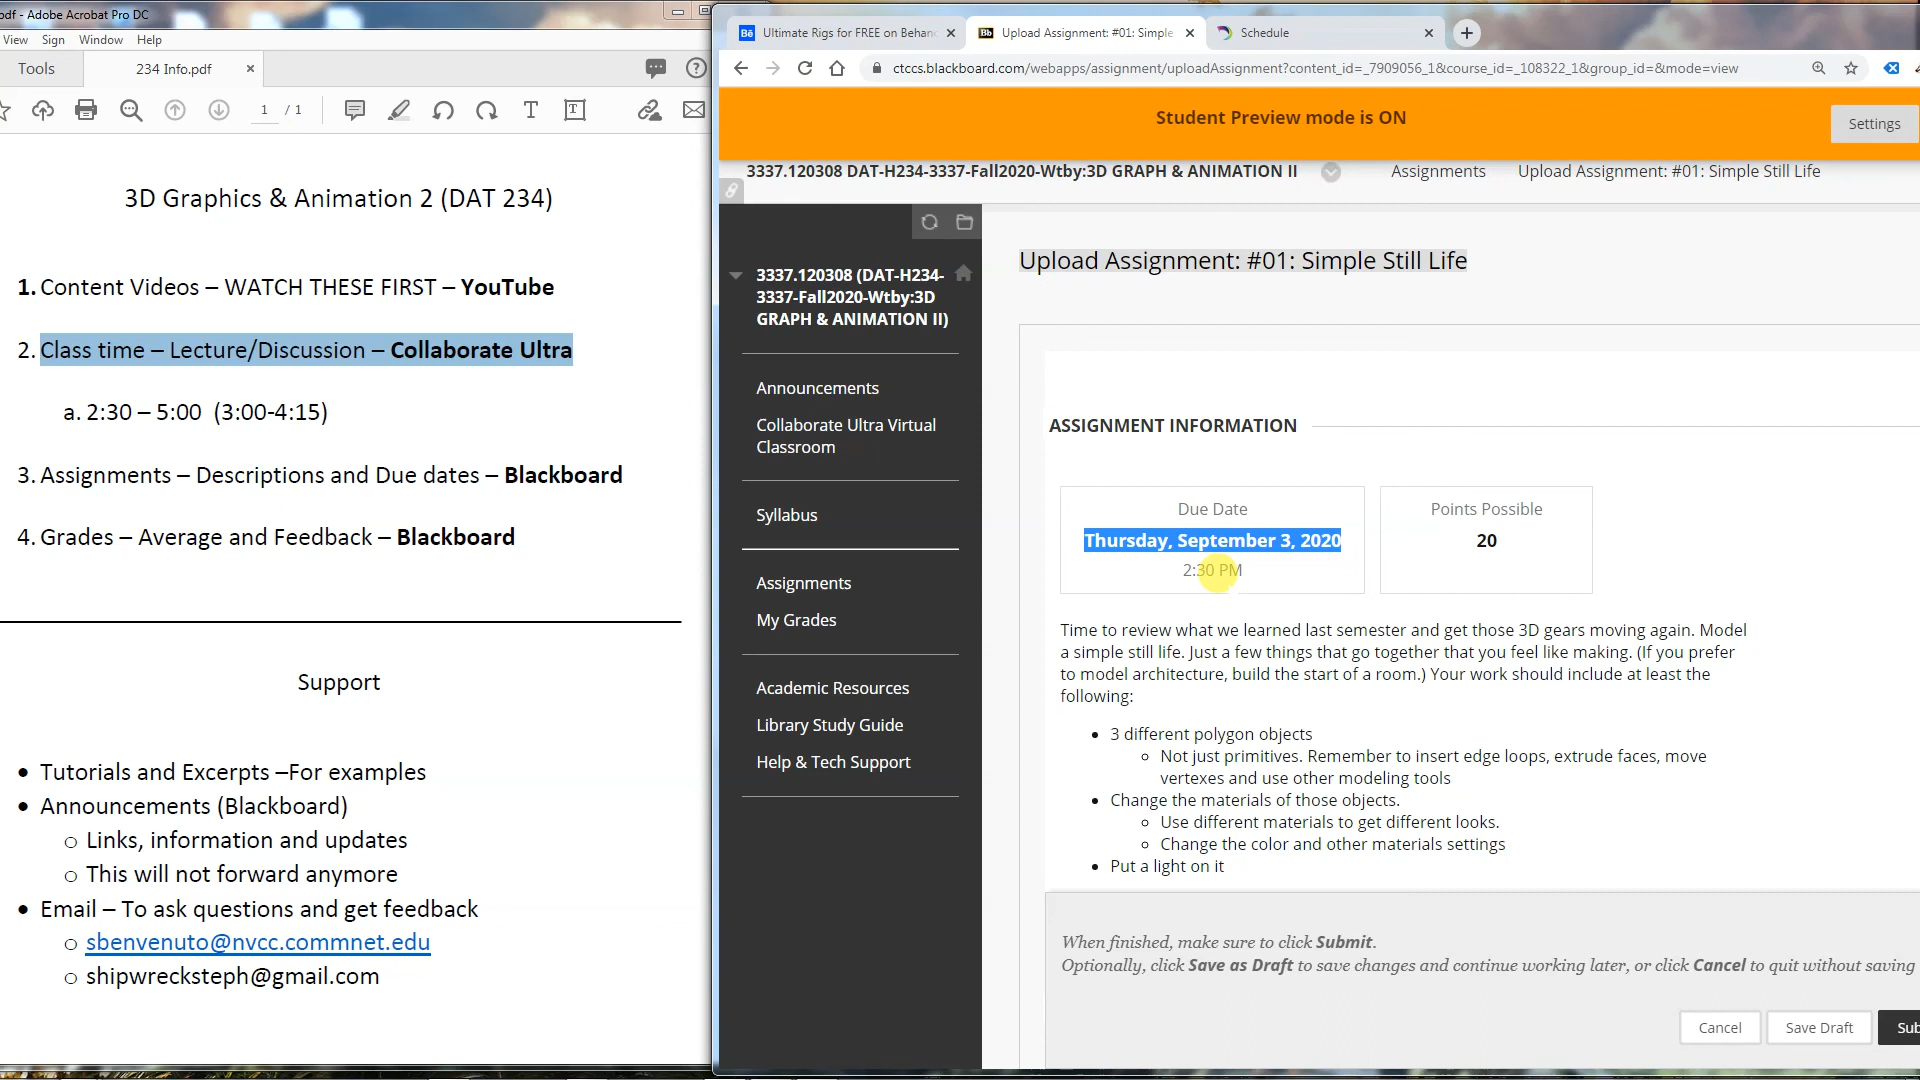 pdf - Adobe Acrobat Pro DC
View Sign Window Help
Tools
234 Info.pdf ×
1 / 1
3D Graphics & Animation 2 (DAT 234)
1. Content Videos – WATCH THESE FIRST – YouTube
2. Class time – Lecture/Discussion – Collaborate Ultra
a. 2:30 – 5:00 (3:00-4:15)
3. Assignments – Descriptions and Due dates – Blackboard
4. Grades – Average and Feedback – Blackboard
Support
• Tutorials and Excerpts –For examples
• Announcements (Blackboard)
o Links, information and updates
o This will not forward anymore
• Email – To ask questions and get feedback
o sbenvenuto@nvcc.commnet.edu
o shipwrecksteph@gmail.com
Bē Ultimate Rigs for FREE on Behan
Bb Upload Assignment: #01: Simple
Schedule
ctccs.blackboard.com/webapps/assignment/uploadAssignment?content_id=_7909056_1&course_id=_108322_1&group_id=&mode=view
Student Preview mode is ON
Settings
3337.120308 DAT-H234-3337-Fall2020-Wtby:3D GRAPH & ANIMATION II
Assignments
Upload Assignment: #01: Simple Still Life
3337.120308 (DAT-H234-
3337-Fall2020-Wtby:3D
GRAPH & ANIMATION II)
Announcements
Collaborate Ultra Virtual
Classroom
Syllabus
Assignments
My Grades
Academic Resources
Library Study Guide
Help & Tech Support
Upload Assignment: #01: Simple Still Life
ASSIGNMENT INFORMATION
Due Date
Thursday, September 3, 2020
2:30 PM
Points Possible
20
Time to review what we learned last semester and get those 3D gears moving again. Model
a simple still life. Just a few things that go together that you feel like making. (If you prefer
to model architecture, build the start of a room.) Your work should include at least the
following:
• 3 different polygon objects
o Not just primitives. Remember to insert edge loops, extrude faces, move
vertexes and use other modeling tools
• Change the materials of those objects.
o Use different materials to get different looks.
o Change the color and other materials settings
• Put a light on it
When finished, make sure to click Submit.
Optionally, click Save as Draft to save changes and continue working later, or click Cancel to quit without saving
Cancel
Save Draft
Sub